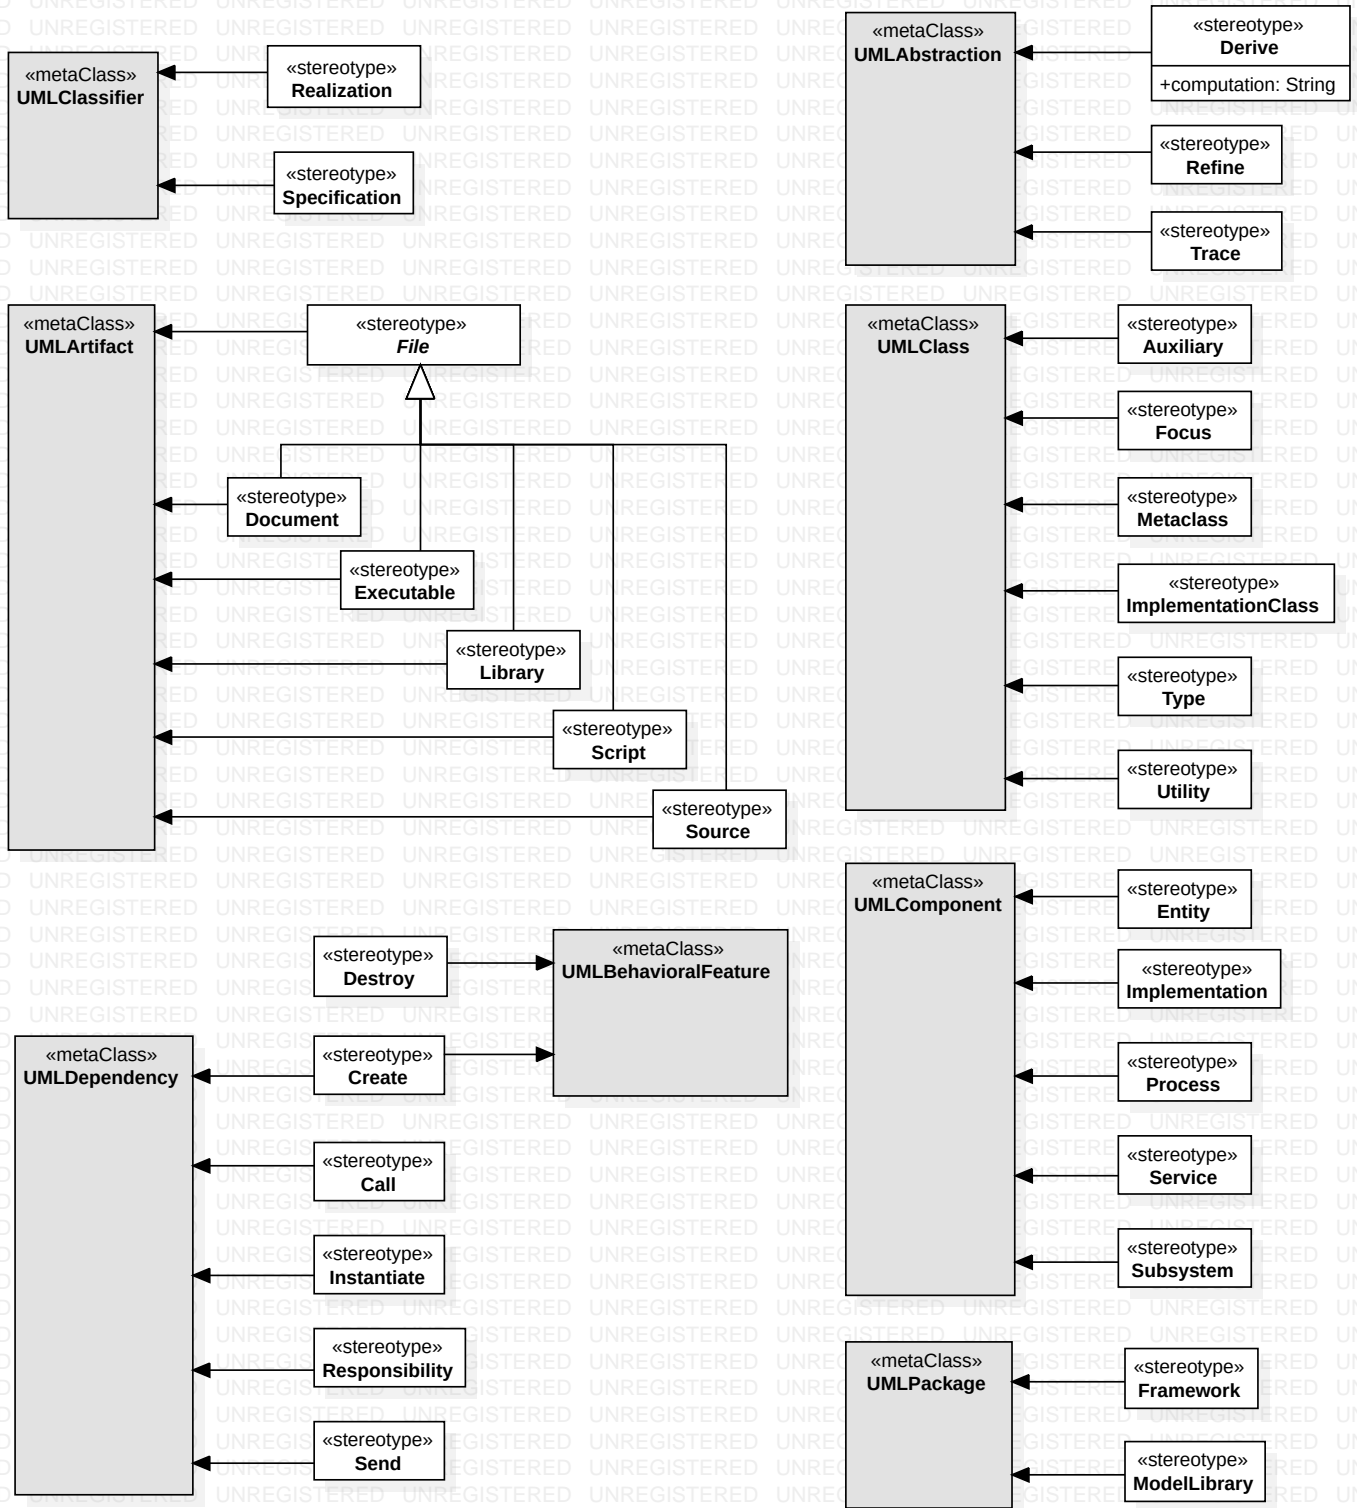 «metaClass»
UMLClassifier
«stereotype»
Realization
«stereotype»
Specification
«metaClass»
UMLAbstraction
«stereotype»
Derive
+computation: String
«stereotype»
Refine
«stereotype»
Trace
«metaClass»
UMLArtifact
«stereotype»
File
«stereotype»
Document
«stereotype»
Executable
«stereotype»
Library
«stereotype»
Script
«stereotype»
Source
«metaClass»
UMLClass
«stereotype»
Auxiliary
«stereotype»
Focus
«stereotype»
Metaclass
«stereotype»
ImplementationClass
«stereotype»
Type
«stereotype»
Utility
«stereotype»
Destroy
«metaClass»
UMLBehavioralFeature
«metaClass»
UMLDependency
«stereotype»
Create
«stereotype»
Call
«stereotype»
Instantiate
«stereotype»
Responsibility
«stereotype»
Send
«metaClass»
UMLComponent
«stereotype»
Entity
«stereotype»
Implementation
«stereotype»
Process
«stereotype»
Service
«stereotype»
Subsystem
«metaClass»
UMLPackage
«stereotype»
Framework
«stereotype»
ModelLibrary
UNREGISTERED